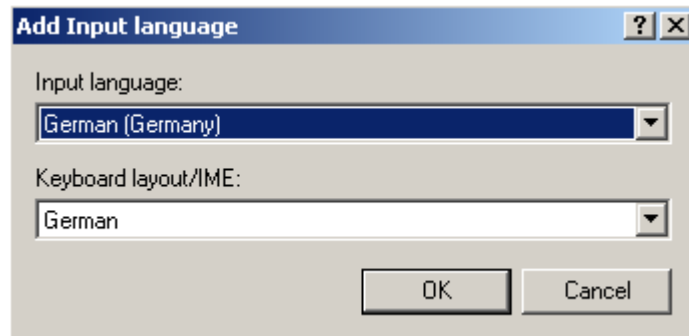 Add Input language
Input language:
German (Germany)
Keyboard layout/IME:
German
OK Cancel